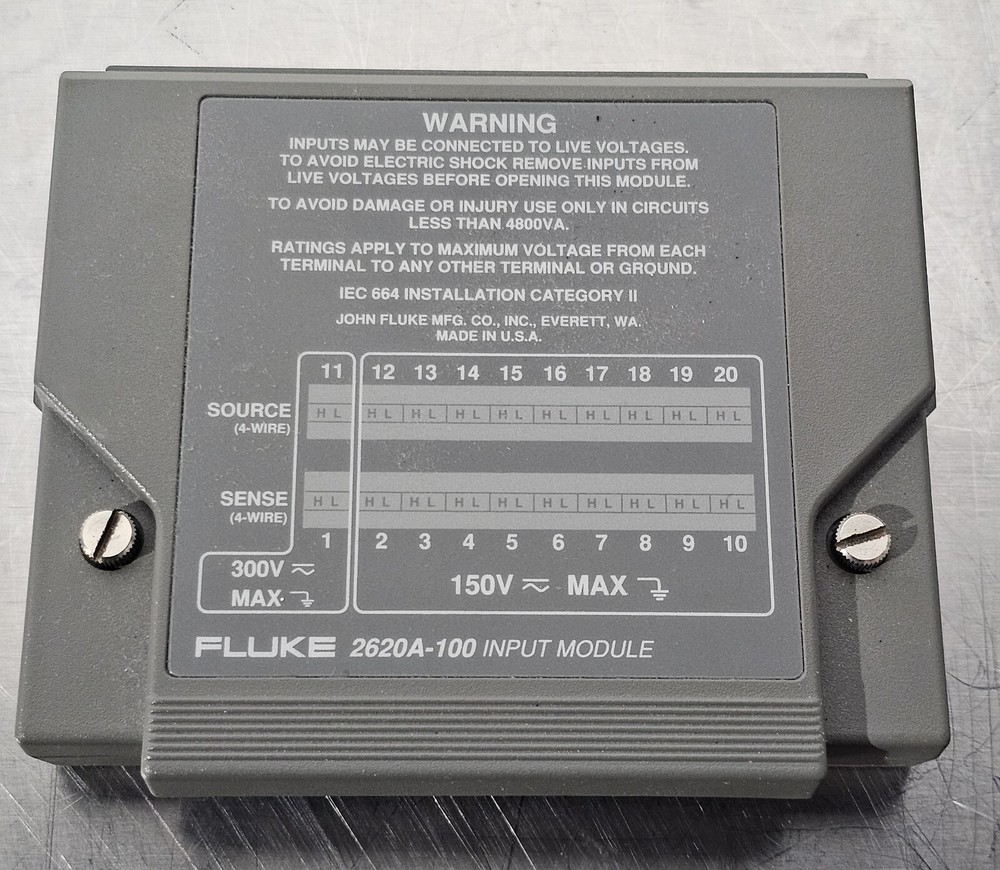 WARNING
INPUTS MAY BE CONNECTED TO LIVE VOLTAGES.
TO AVOID ELECTRIC SHOCK REMOVE INPUTS FROM
LIVE VOLTAGES BEFORE OPENING THIS MODULE.
TO AVOID DAMAGE OR INJURY USE ONLY IN CIRCUITS
LESS THAN 4800VA.
RATINGS APPLY TO MAXIMUM VOLTAGE FROM EACH
TERMINAL TO ANY OTHER TERMINAL OR GROUND.
IEC 664 INSTALLATION CATEGORY II
JOHN FLUKE MFG. CO., INC., EVERETT, WA.
MADE IN U.S.A.
11 12 13 14 15 16 17 18 19 20
SOURCE H L H L H L H L H L H L H L H L H L H L
(4-WIRE)
SENSE H L H L H L H L H L H L H L H L H L H L
(4-WIRE)
1 2 3 4 5 6 7 8 9 10
300V
MAX.
150V MAX
FLUKE 2620A-100 INPUT MODULE